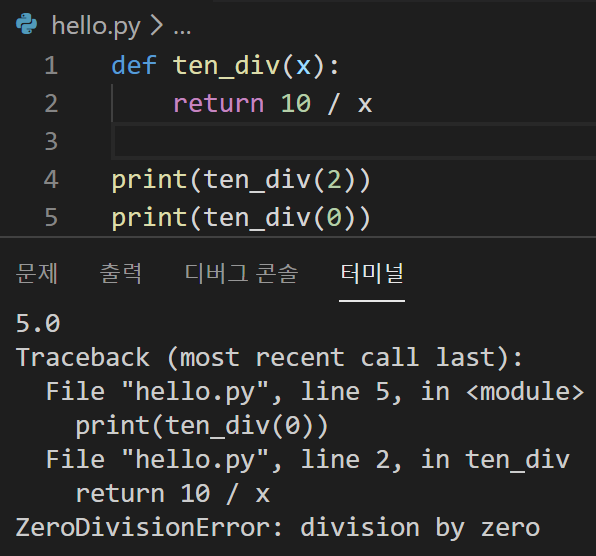 hello.py > ...
1 def ten_div(x):
2     return 10 / x
3
4 print(ten_div(2))
5 print(ten_div(0))
문제 출력 디버그 콘솔 터미널
5.0
Traceback (most recent call last):
  File "hello.py", line 5, in <module>
    print(ten_div(0))
  File "hello.py", line 2, in ten_div
    return 10 / x
ZeroDivisionError: division by zero